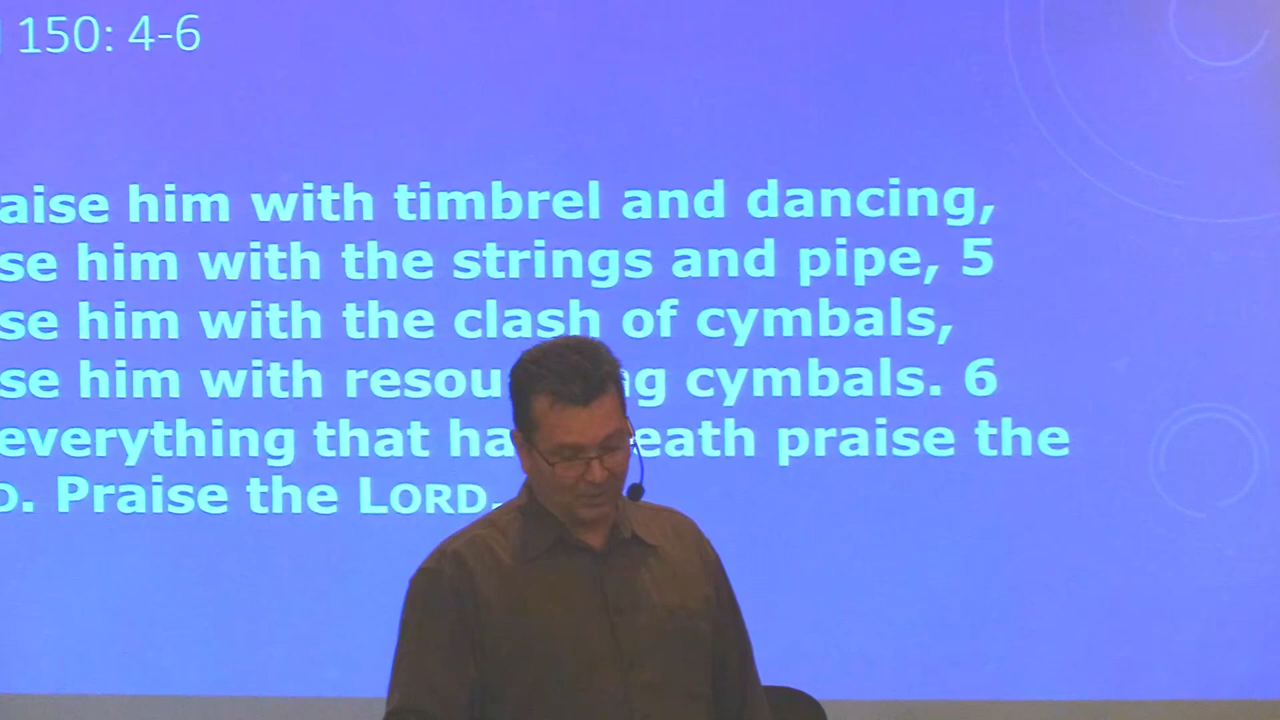 150: 4-6
aise him with timbrel and dancing,
se him with the strings and pipe, 5
se him with the clash of cymbals,
se him with resou ng cymbals. 6
everything that ha eath praise the
D. Praise the LORD.